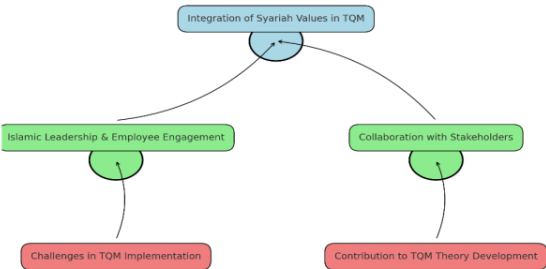 Integration of Syariah Values in TQM
Islamic Leadership & Employee Engagement
Collaboration with Stakeholders
Challenges in TQM Implementation
Contribution to TQM Theory Development